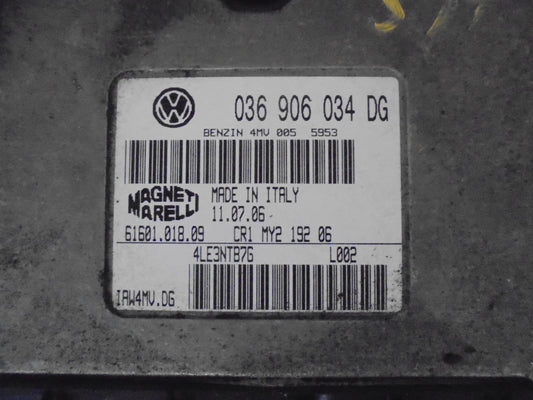 036 906 034 DG
BENZIN 4MV 005 5953
MAGNETI MARELLI
MADE IN ITALY
11.07.06
61601.018.09 CR1 MY2 192 06
4LE3NTB7G L002
IAW4MV.DG